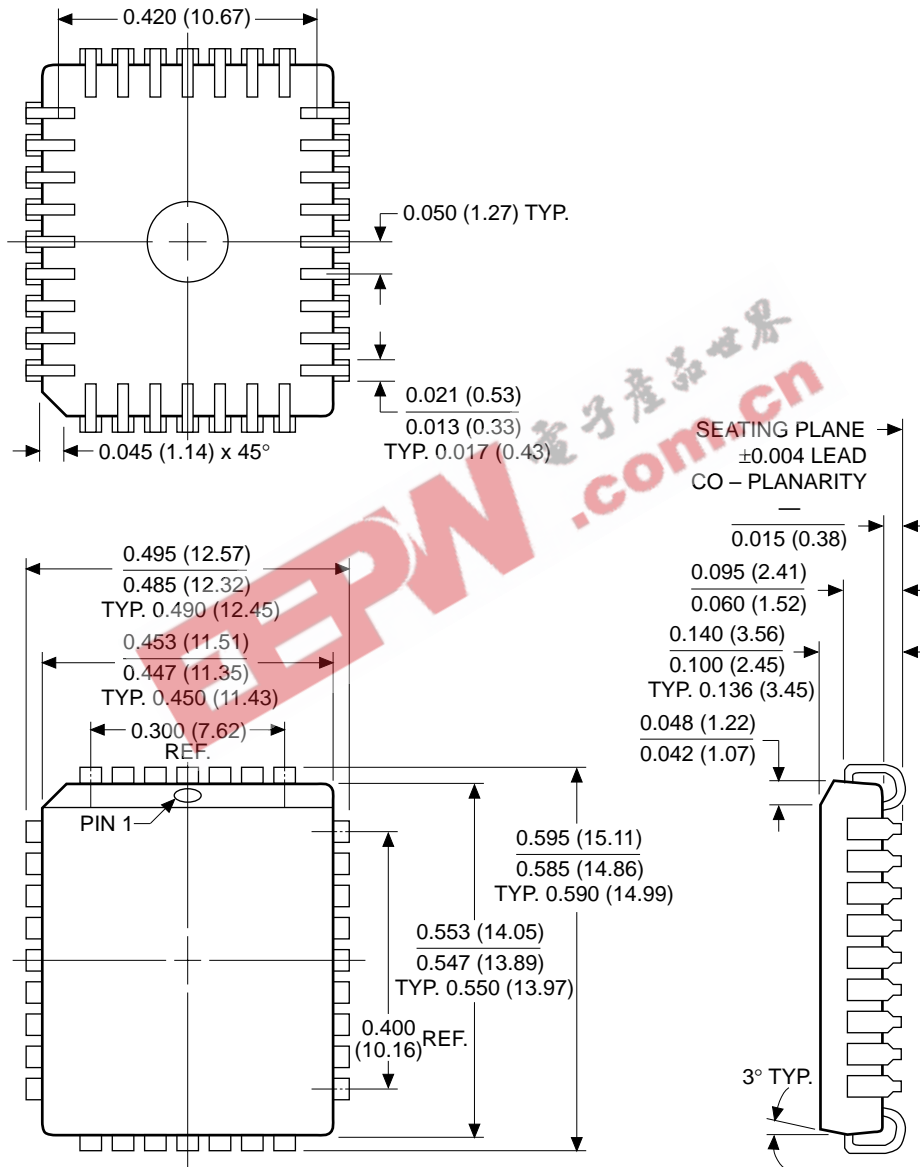 0.420 (10.67)
0.050 (1.27) TYP.
0.021 (0.53)
0.013 (0.33)
TYP. 0.017 (0.43)
0.045 (1.14) x 45°
電子產品世界
EEPW.com.cn
SEATING PLANE
±0.004 LEAD
CO – PLANARITY
—
0.015 (0.38)
0.095 (2.41)
0.060 (1.52)
0.140 (3.56)
0.100 (2.45)
TYP. 0.136 (3.45)
0.048 (1.22)
0.042 (1.07)
0.495 (12.57)
0.485 (12.32)
TYP. 0.490 (12.45)
0.453 (11.51)
0.447 (11.35)
TYP. 0.450 (11.43)
0.300 (7.62)
REF.
PIN 1
0.595 (15.11)
0.585 (14.86)
TYP. 0.590 (14.99)
0.553 (14.05)
0.547 (13.89)
TYP. 0.550 (13.97)
0.400
(10.16) REF.
3° TYP.